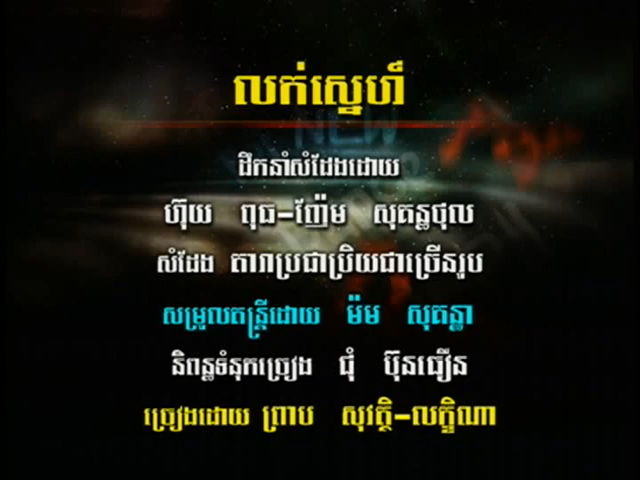 លក់ស្នេហ៍
ដឹកនាំសំដែងដោយ
ហ៊ុយ ពុធ-ញ៉ែម សុគន្ធថុល
សំដែង តារាប្រជាប្រិយជាច្រើនរូប
សម្រួលតន្ត្រីដោយ ម៉ម សុគន្ធា
និពន្ធទំនុកច្រៀង ជុំ ប៊ុនធឿន
ច្រៀងដោយ ព្រាប សុវត្ថិ-លក្ខិណា